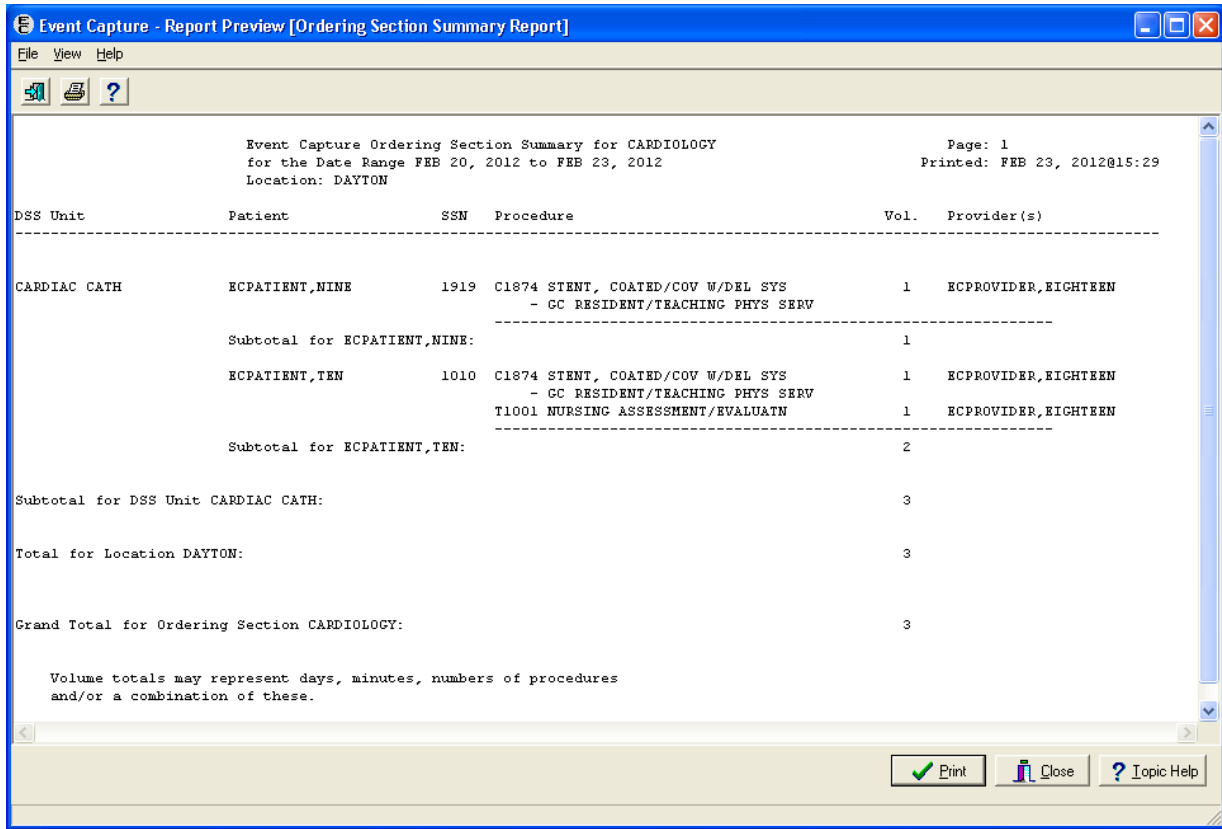 Event Capture - Report Preview [Ordering Section Summary Report]
File View Help
Event Capture Ordering Section Summary for CARDIOLOGY Page: 1
for the Date Range FEB 20, 2012 to FEB 23, 2012 Printed: FEB 23, 2012@15:29
Location: DAYTON
DSS Unit Patient SSN Procedure Vol. Provider(s)
CARDIAC CATH ECPATIENT,NINE 1919 C1874 STENT, COATED/COV W/DEL SYS 1 ECPROVIDER,EIGHTEEN
- GC RESIDENT/TEACHING PHYS SERV
Subtotal for ECPATIENT,NINE: 1
ECPATIENT,TEN 1010 C1874 STENT, COATED/COV W/DEL SYS 1 ECPROVIDER,EIGHTEEN
- GC RESIDENT/TEACHING PHYS SERV
T1001 NURSING ASSESSMENT/EVALUATN 1 ECPROVIDER,EIGHTEEN
Subtotal for ECPATIENT,TEN: 2
Subtotal for DSS Unit CARDIAC CATH: 3
Total for Location DAYTON: 3
Grand Total for Ordering Section CARDIOLOGY: 3
Volume totals may represent days, minutes, numbers of procedures
and/or a combination of these.
Print Close ? Topic Help